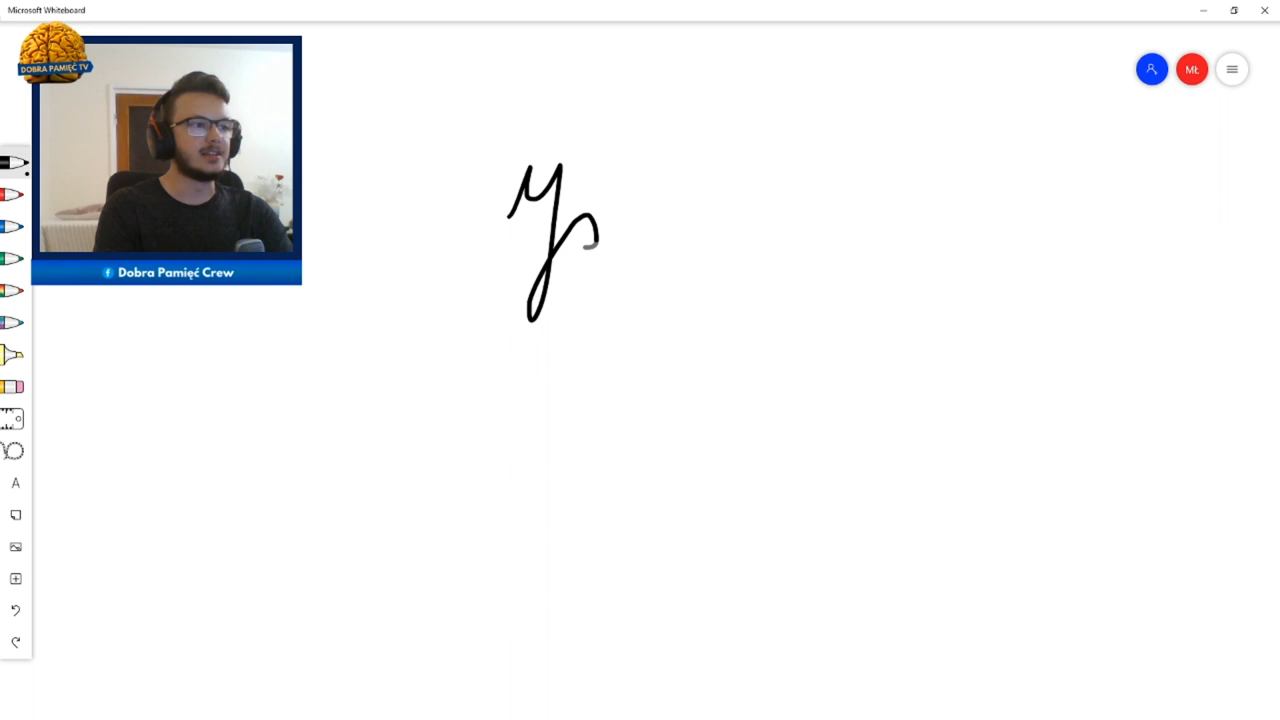 Microsoft Whiteboard
DOBRA PAMIĘĆ TV
MŁ
Dobra Pamięć Crew
A
y